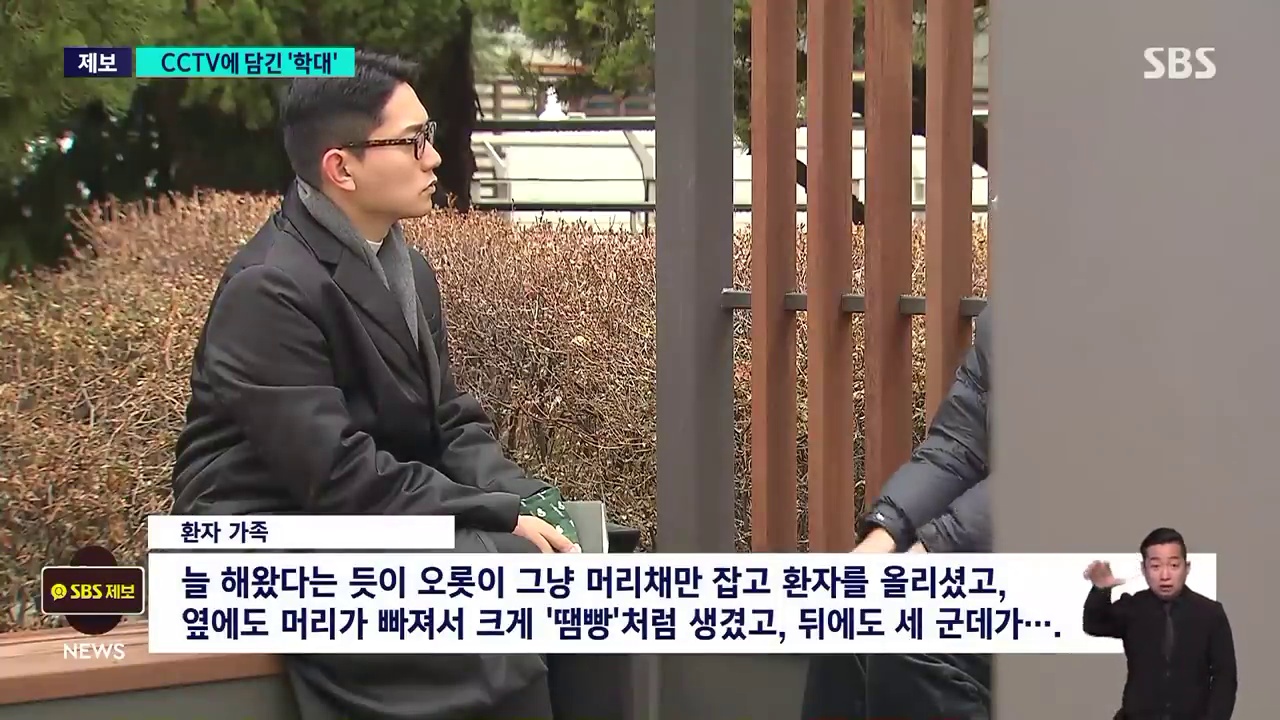 제보 CCTV에 담긴 '학대'
SBS
환자 가족
늘 해왔다는 듯이 오롯이 그냥 머리채만 잡고 환자를 올리셨고,
옆에도 머리가 빠져서 크게 '땜빵'처럼 생겼고, 뒤에도 세 군데가….
SBS 제보
NEWS